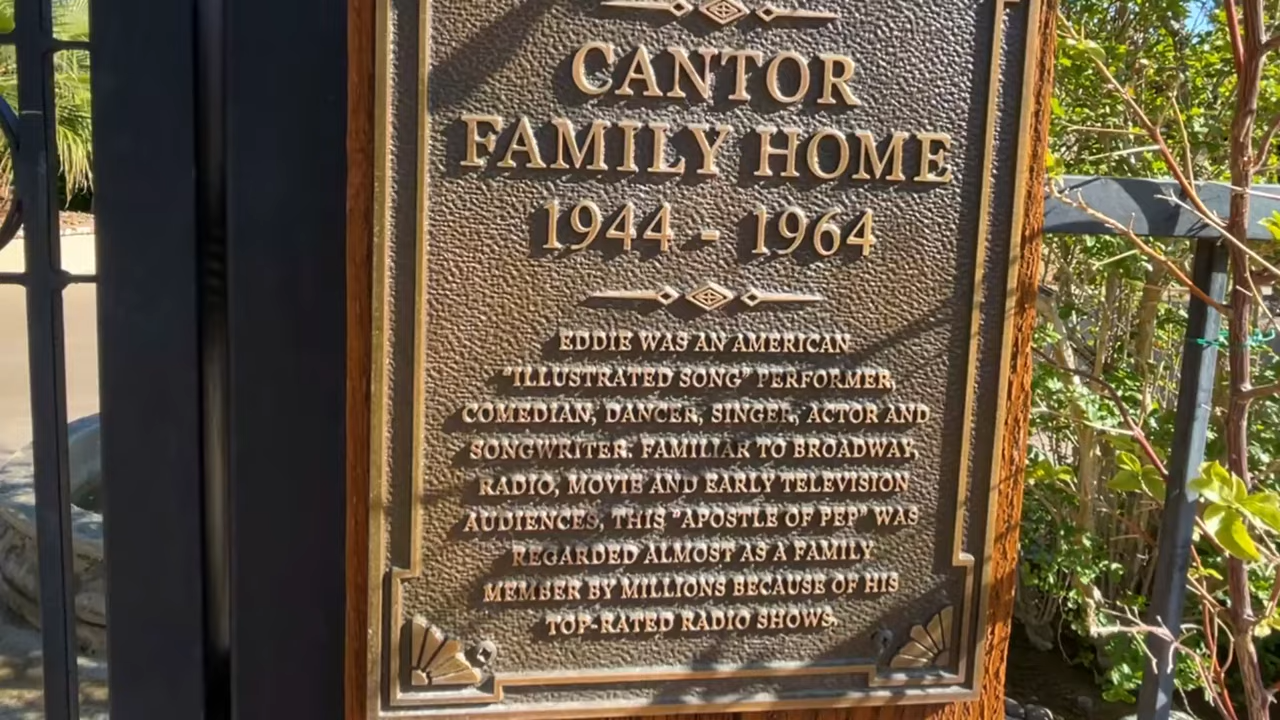 CANTOR
FAMILY HOME
1944 - 1964
EDDIE WAS AN AMERICAN
"ILLUSTRATED SONG" PERFORMER,
COMEDIAN, DANCER, SINGER, ACTOR AND
SONGWRITER. FAMILIAR TO BROADWAY,
RADIO, MOVIE AND EARLY TELEVISION
AUDIENCES, THIS "APOSTLE OF PEP" WAS
REGARDED ALMOST AS A FAMILY
MEMBER BY MILLIONS BECAUSE OF HIS
TOP-RATED RADIO SHOWS.